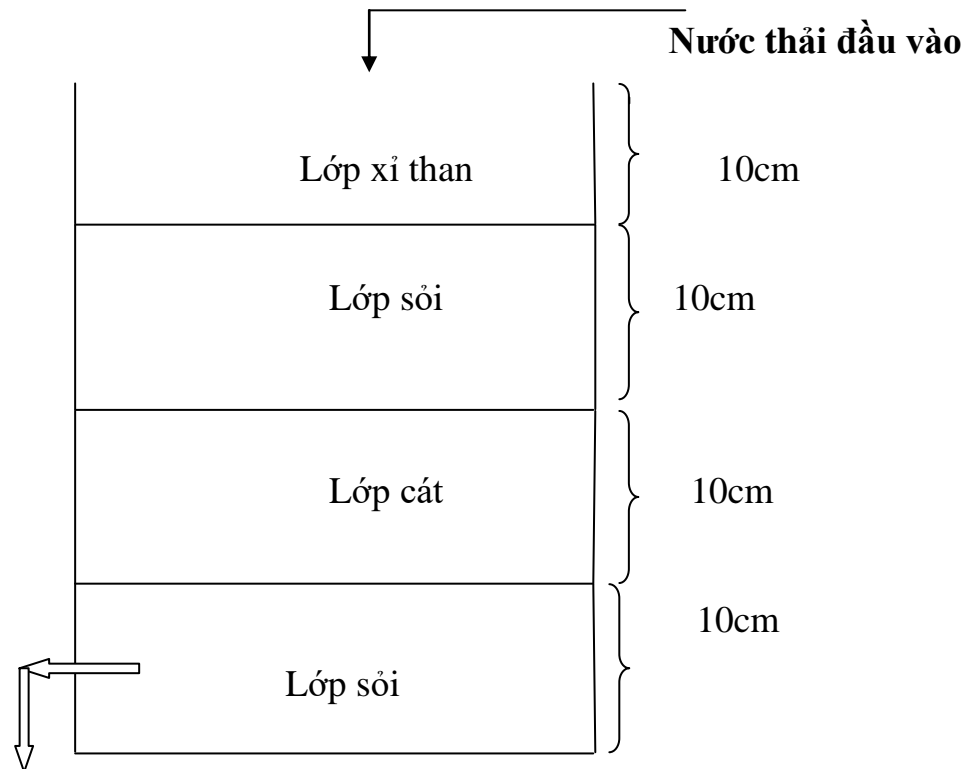 Nước thải đầu vào
Lớp xỉ than 10cm
Lớp sỏi 10cm
Lớp cát 10cm
10cm
Lớp sỏi